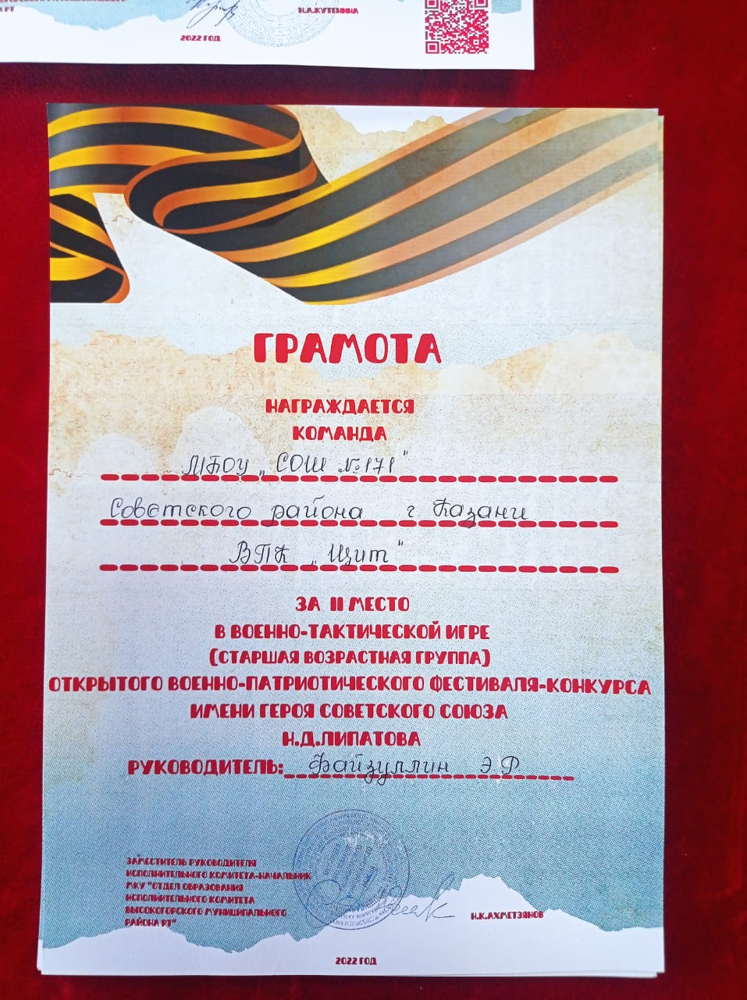 РТ
Н.А.КУТЕНИНА
2022 ГОД
ГРАМОТА
НАГРАЖДАЕТСЯ
КОМАНДА
МБОУ „СОШ №171"
Советского района г Казани
ВПК „Щит"
ЗА II МЕСТО
В ВОЕННО-ТАКТИЧЕСКОЙ ИГРЕ
(СТАРШАЯ ВОЗРАСТНАЯ ГРУППА)
ОТКРЫТОГО ВОЕННО-ПАТРИОТИЧЕСКОГО ФЕСТИВАЛЯ-КОНКУРСА
ИМЕНИ ГЕРОЯ СОВЕТСКОГО СОЮЗА
Н.Д.ЛИПАТОВА
РУКОВОДИТЕЛЬ: Файзуллин Э.Р
ЗАМЕСТИТЕЛЬ РУКОВОДИТЕЛЯ
ИСПОЛНИТЕЛЬНОГО КОМИТЕТА-НАЧАЛЬНИК
МКУ "ОТДЕЛ ОБРАЗОВАНИЯ
ИСПОЛНИТЕЛЬНОГО КОМИТЕТА
ВЫСОКОГОРСКОГО МУНИЦИПАЛЬНОГО
РАЙОНА РТ"
Н.К.АХМЕТЗЯНОВ
2022 ГОД